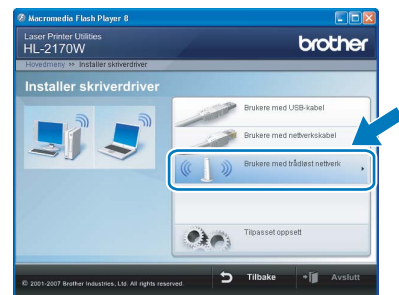 Macromedia Flash Player 8
Laser Printer Utilities
HL-2170W
brother
Hovedmeny >> Installer skriverdriver
Installer skriverdriver
Brukere med USB-kabel
Brukere med nettverkskabel
Brukere med trådløst nettverk
Tilpasset oppsett
© 2001-2007 Brother Industries, Ltd. All rights reserved.
Tilbake
Avslutt